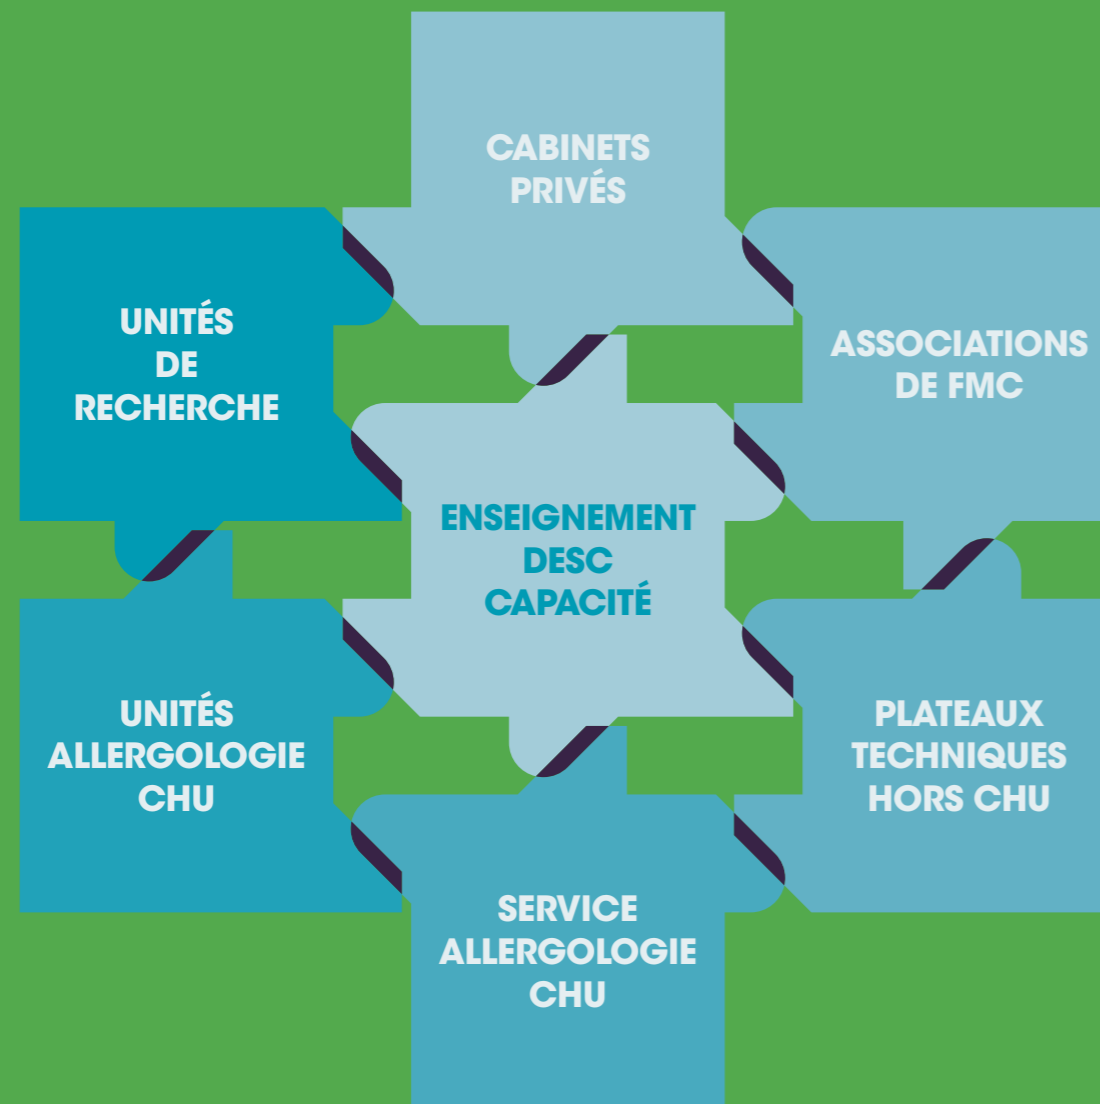 CABINETS
PRIVÉS
UNITÉS
DE
RECHERCHE
ASSOCIATIONS
DE FMC
ENSEIGNEMENT
DESC
CAPACITÉ
UNITÉS
ALLERGOLOGIE
CHU
PLATEAUX
TECHNIQUES
HORS CHU
SERVICE
ALLERGOLOGIE
CHU